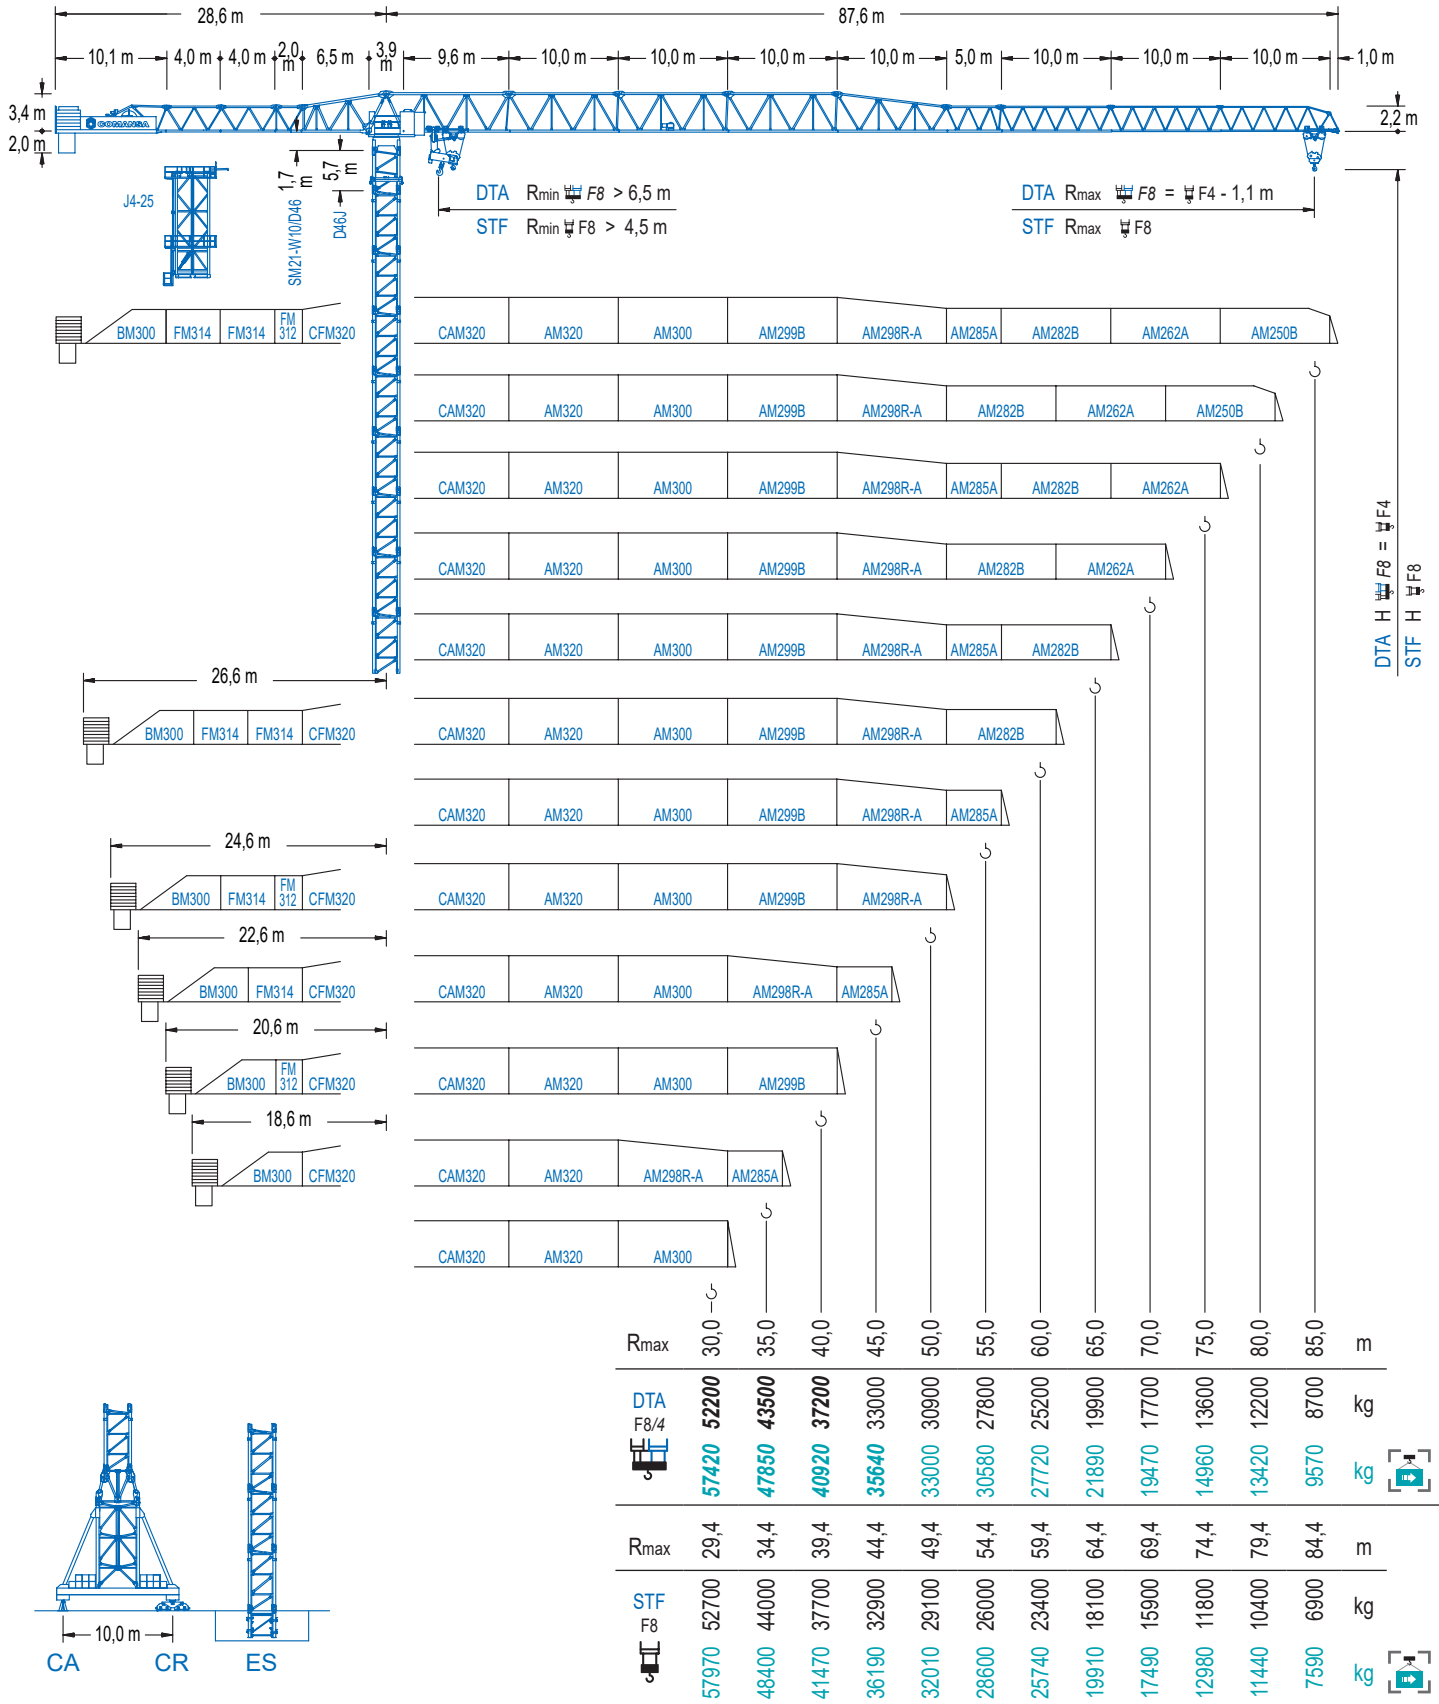 28,6 m 87,6 m
10,1 m 4,0 m 4,0 m 2,0 m 6,5 m 3,9 m 9,6 m 10,0 m 10,0 m 10,0 m 10,0 m 5,0 m 10,0 m 10,0 m 10,0 m 1,0 m
3,4 m
2,0 m
COMANSA
2,2 m
1,7 m
5,7 m
J4-25
SM21-W10/D46
D46J
DTA Rmin F8 > 6,5 m
STF Rmin F8 > 4,5 m
DTA Rmax F8 = F4 - 1,1 m
STF Rmax F8
BM300 FM314 FM314 FM 312 CFM320 CAM320 AM320 AM300 AM299B AM298R-A AM285A AM282B AM262A AM250B
CAM320 AM320 AM300 AM299B AM298R-A AM282B AM262A AM250B
CAM320 AM320 AM300 AM299B AM298R-A AM285A AM282B AM262A
CAM320 AM320 AM300 AM299B AM298R-A AM282B AM262A
DTA H F8 = F4
STF H F8
CAM320 AM320 AM300 AM299B AM298R-A AM285A AM282B
26,6 m
BM300 FM314 FM314 CFM320 CAM320 AM320 AM300 AM299B AM298R-A AM282B
CAM320 AM320 AM300 AM299B AM298R-A AM285A
24,6 m
BM300 FM314 FM 312 CFM320 CAM320 AM320 AM300 AM299B AM298R-A
22,6 m
BM300 FM314 CFM320 CAM320 AM320 AM300 AM298R-A AM285A
20,6 m
BM300 FM 312 CFM320 CAM320 AM320 AM300 AM299B
18,6 m
BM300 CFM320 CAM320 AM320 AM298R-A AM285A
CAM320 AM320 AM300
Rmax 30,0 35,0 40,0 45,0 50,0 55,0 60,0 65,0 70,0 75,0 80,0 85,0 m
DTA 52200 43500 37200 33000 30900 27800 25200 19900 17700 13600 12200 8700 kg
F8/4
57420 47850 40920 35640 33000 30580 27720 21890 19470 14960 13420 9570 kg
Rmax 29,4 34,4 39,4 44,4 49,4 54,4 59,4 64,4 69,4 74,4 79,4 84,4 m
STF 52700 44000 37700 32900 29100 26000 23400 18100 15900 11800 10400 6900 kg
F8
57970 48400 41470 36190 32010 28600 25740 19910 17490 12980 11440 7590 kg
10,0 m
CA CR ES